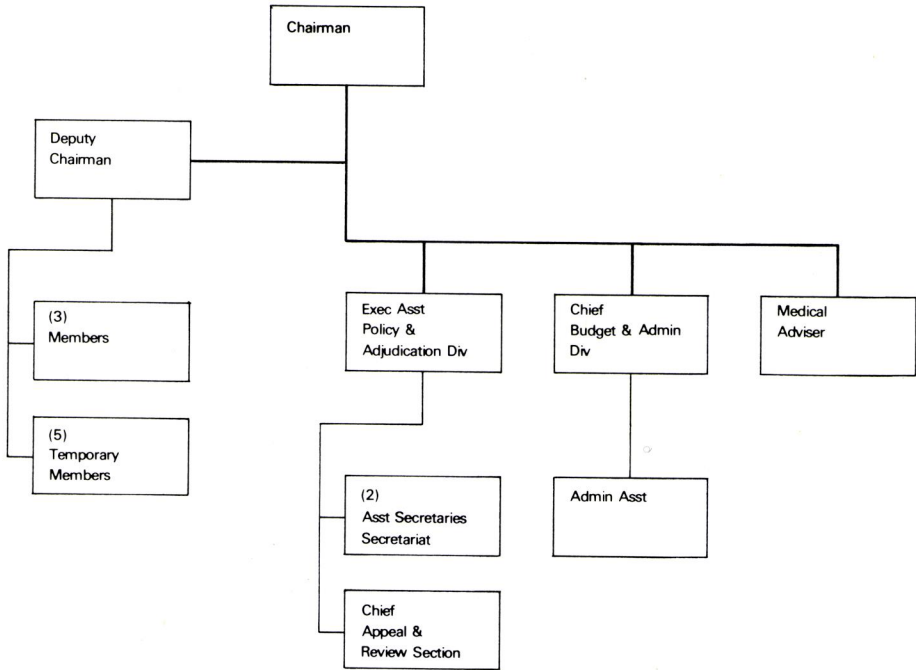 Chairman
Deputy
Chairman
(3)
Members
(5)
Temporary
Members
Exec Asst
Policy &
Adjudication Div
Chief
Budget & Admin
Div
Medical
Adviser
(2)
Asst Secretaries
Secretariat
Admin Asst
Chief
Appeal &
Review Section